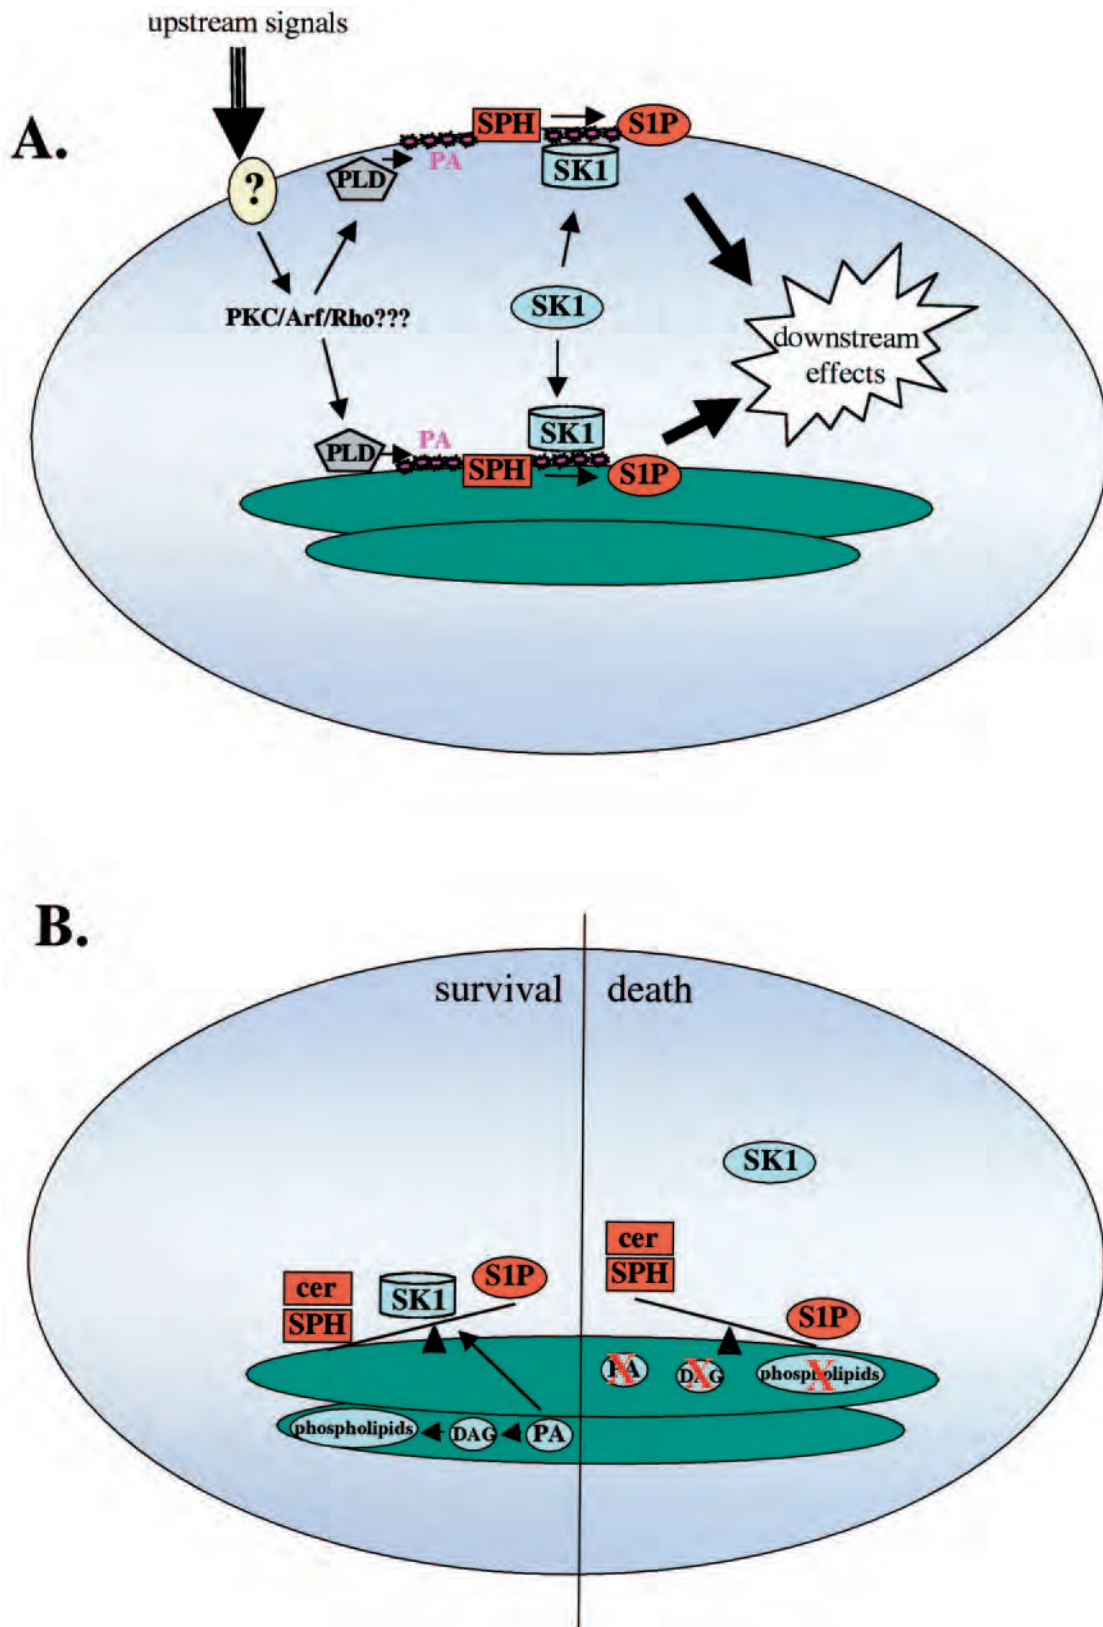 upstream signals
A.
SPH
S1P
PA
?
PLD
SK1
PKC/Arf/Rho???
SK1
downstream
effects
PA
SK1
PLD
SPH
S1P
B.
survival
death
SK1
cer
SPH
cer
SPH
SK1
S1P
S1P
PA
DAG
phospholipids
phospholipids
DAG
PA